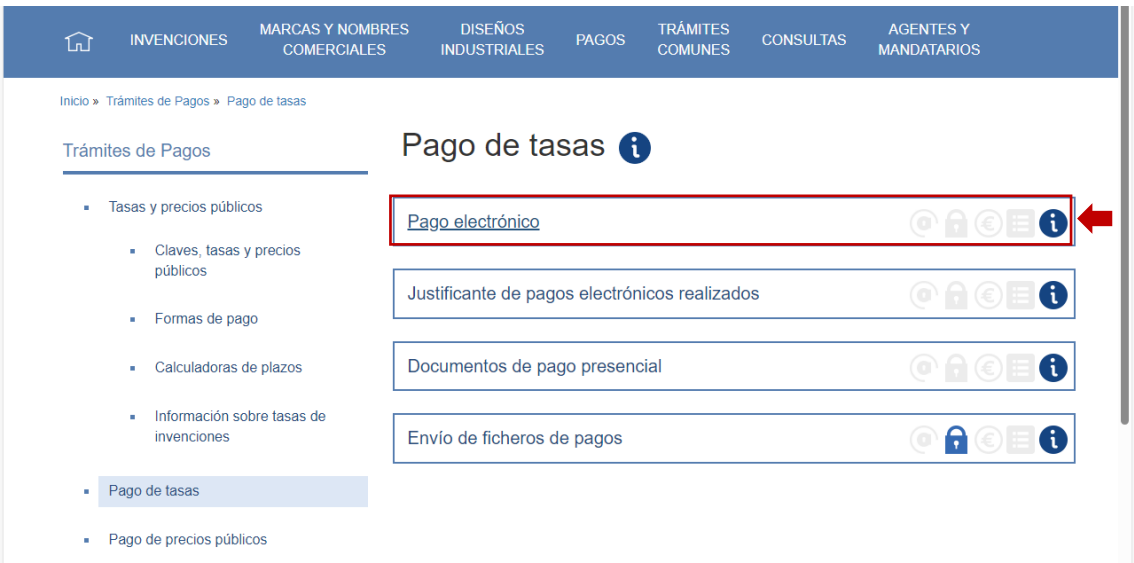 INVENCIONES
MARCAS Y NOMBRES
COMERCIALES
DISEÑOS
INDUSTRIALES
PAGOS
TRÁMITES
COMUNES
CONSULTAS
AGENTES Y
MANDATARIOS
Inicio » Trámites de Pagos » Pago de tasas
Trámites de Pagos
Tasas y precios públicos
Claves, tasas y precios
públicos
Formas de pago
Calculadoras de plazos
Información sobre tasas de
invenciones
Pago de tasas
Pago de precios públicos
Pago de tasas
Pago electrónico
Justificante de pagos electrónicos realizados
Documentos de pago presencial
Envío de ficheros de pagos